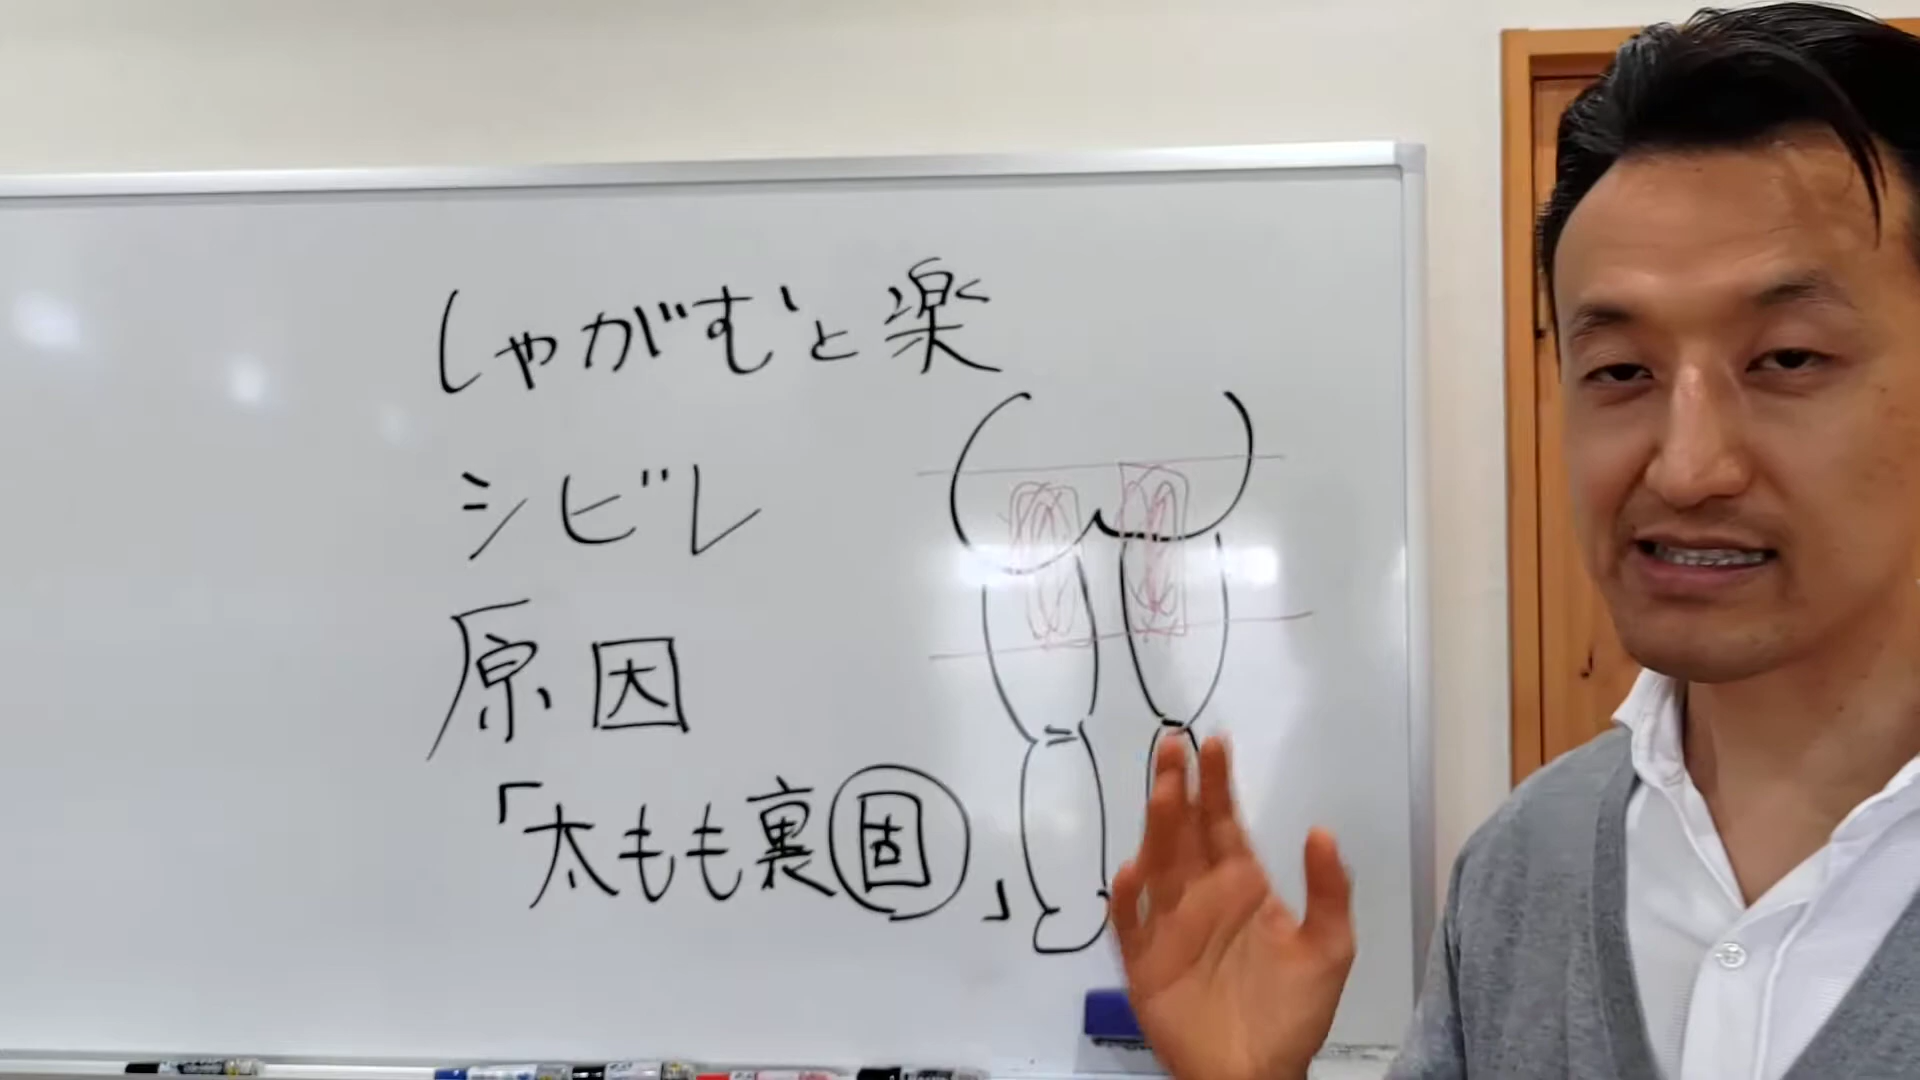 しゃがむと楽
シビレ
原因
「太もも裏固」